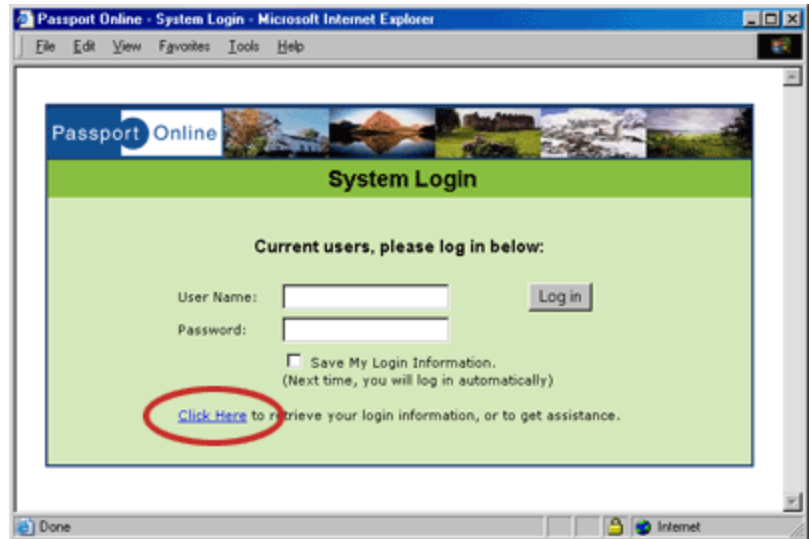 Passport Online - System Login - Microsoft Internet Explorer
File Edit View Favorites Tools Help
Passport Online
System Login
Current users, please log in below:
User Name:
Log in
Password:
Save My Login Information.
(Next time, you will log in automatically)
Click Here to retrieve your login information, or to get assistance.
Done
Internet